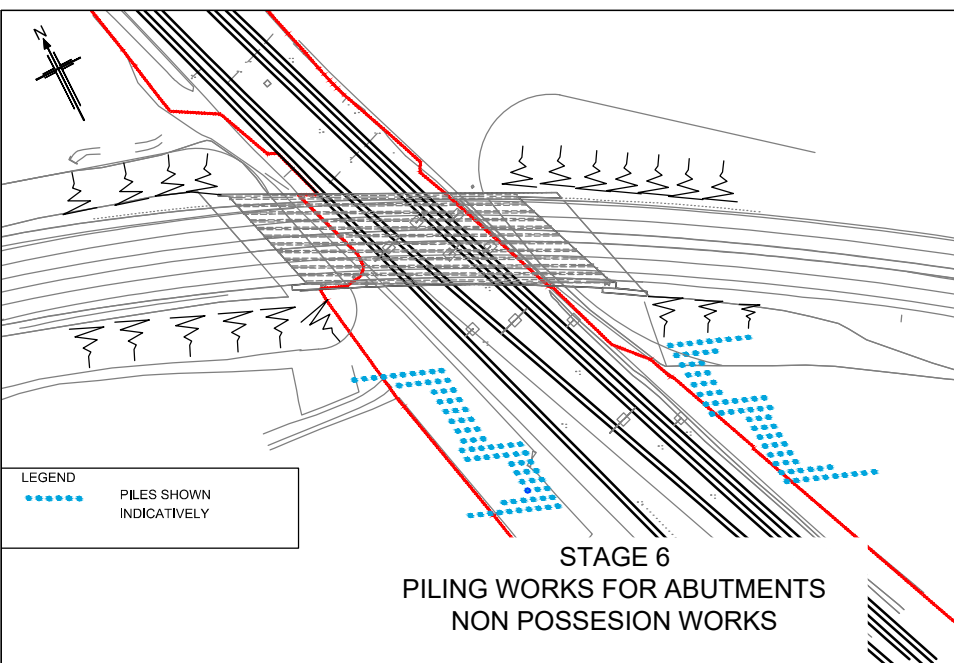 N
LEGEND
PILES SHOWN
INDICATIVELY
STAGE 6
PILING WORKS FOR ABUTMENTS
NON POSSESION WORKS